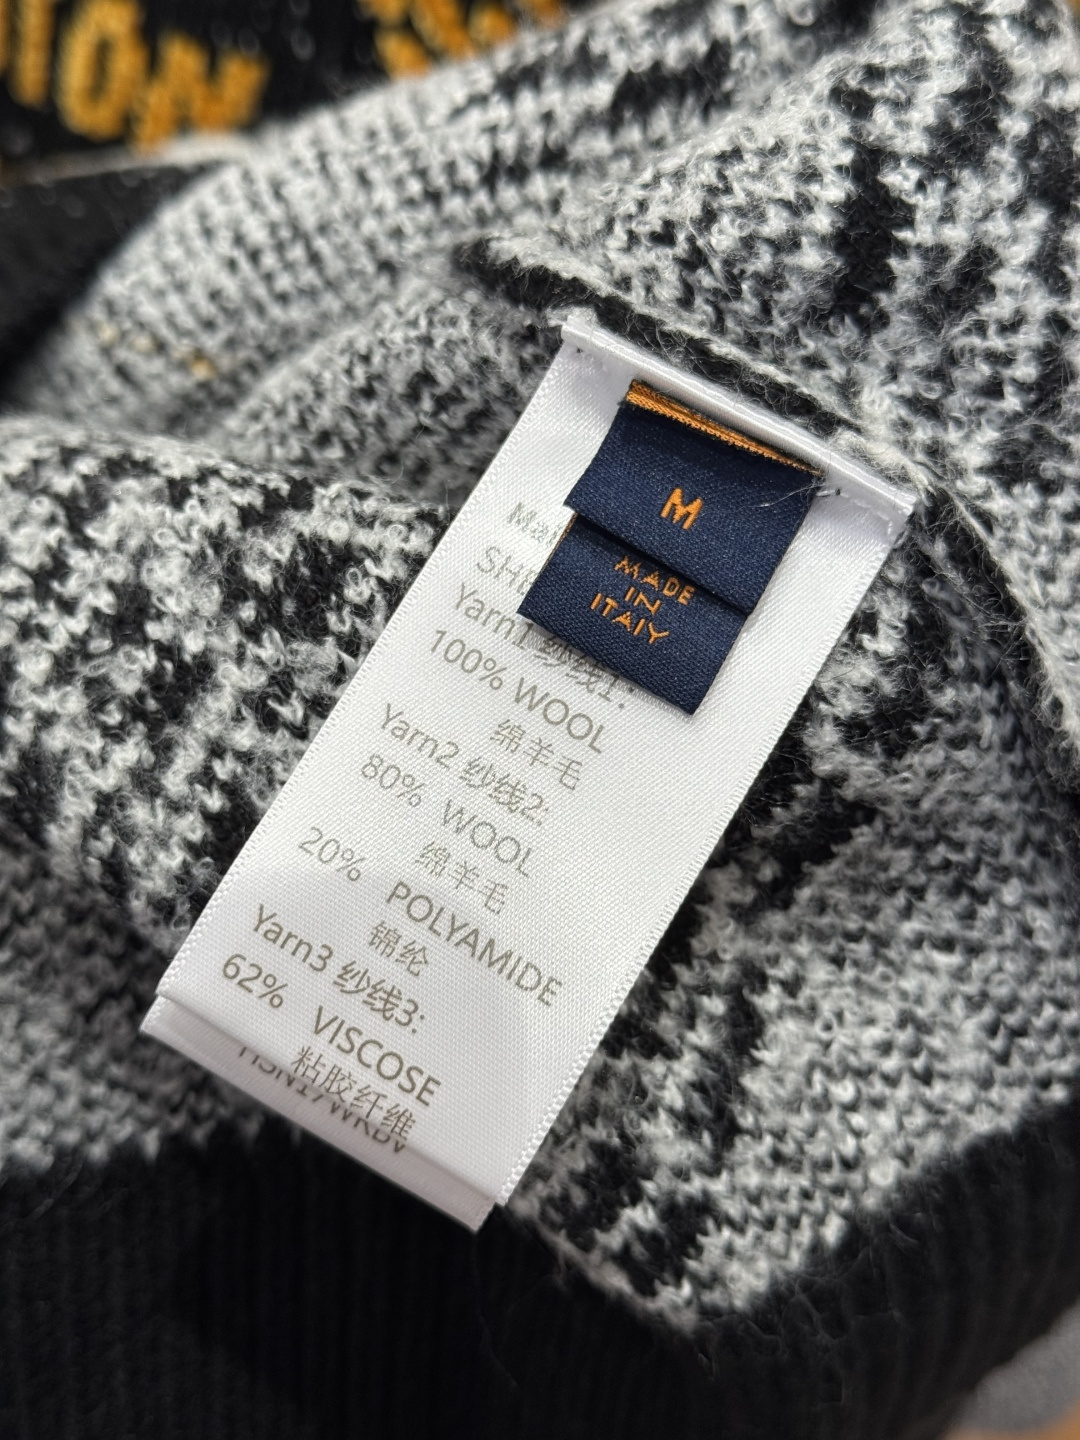 M
MADE
IN
ITAIY
Yarn1 纱线1:
100% WOOL
绵羊毛
Yarn2 纱线2:
80% WOOL
绵羊毛
20% POLYAMIDE
锦纶
Yarn3 纱线3:
62% VISCOSE
粘胶纤维